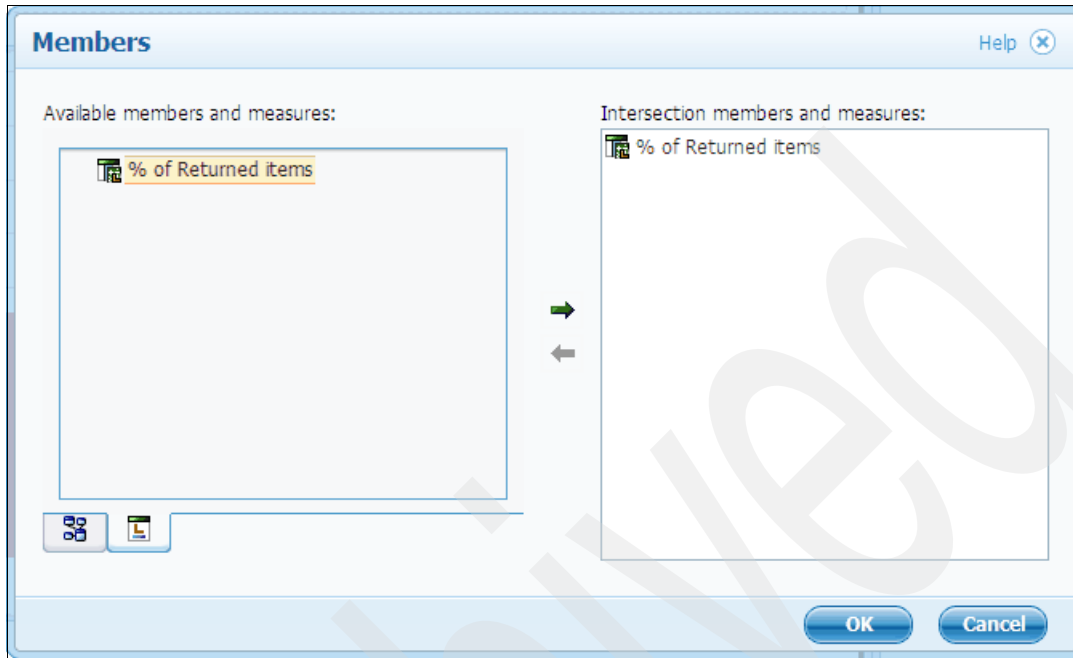 Members
Help
Available members and measures:
Intersection members and measures:
% of Returned items
% of Returned items
OK
Cancel